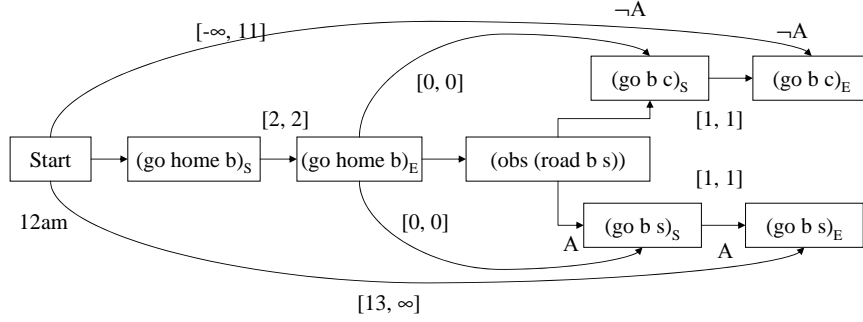 ¬A
[-∞, 11]
¬A
[0, 0]
(go b c)S
(go b c)E
[2, 2]
[1, 1]
Start
(go home b)S
(go home b)E
(obs (road b s))
[1, 1]
12am
[0, 0]
(go b s)S
(go b s)E
A
A
[13, ∞]